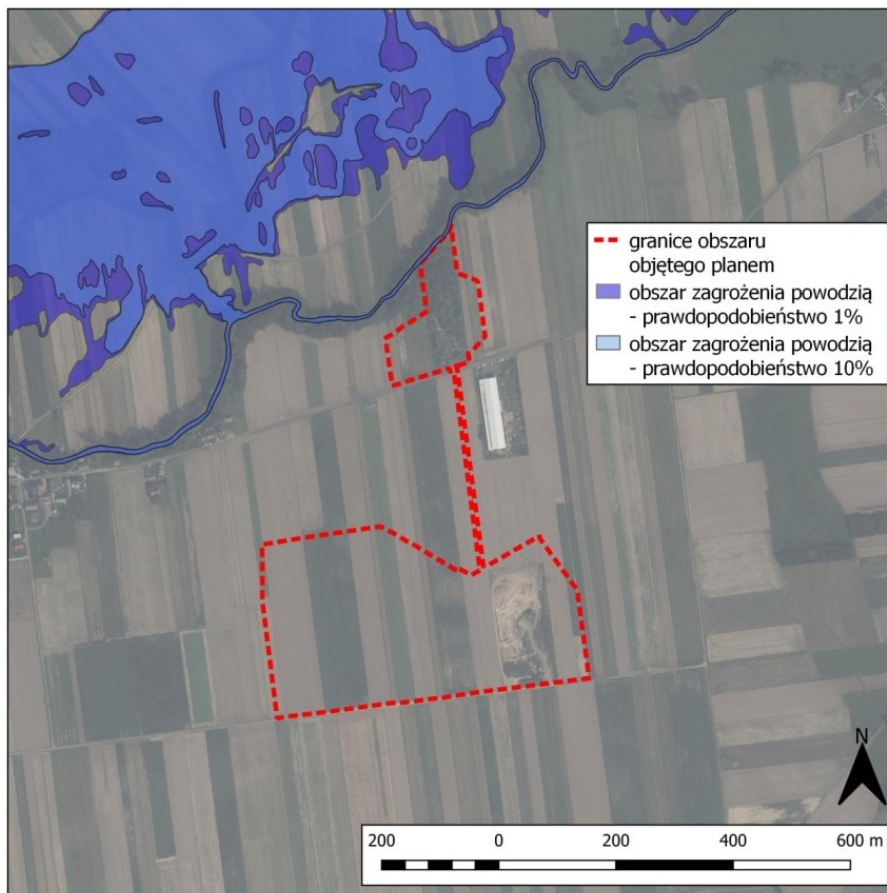 granice obszaru
objętego planem
obszar zagrożenia powodzią
- prawdopodobieństwo 1%
obszar zagrożenia powodzią
- prawdopodobieństwo 10%
N
200 0 200 400 600 m